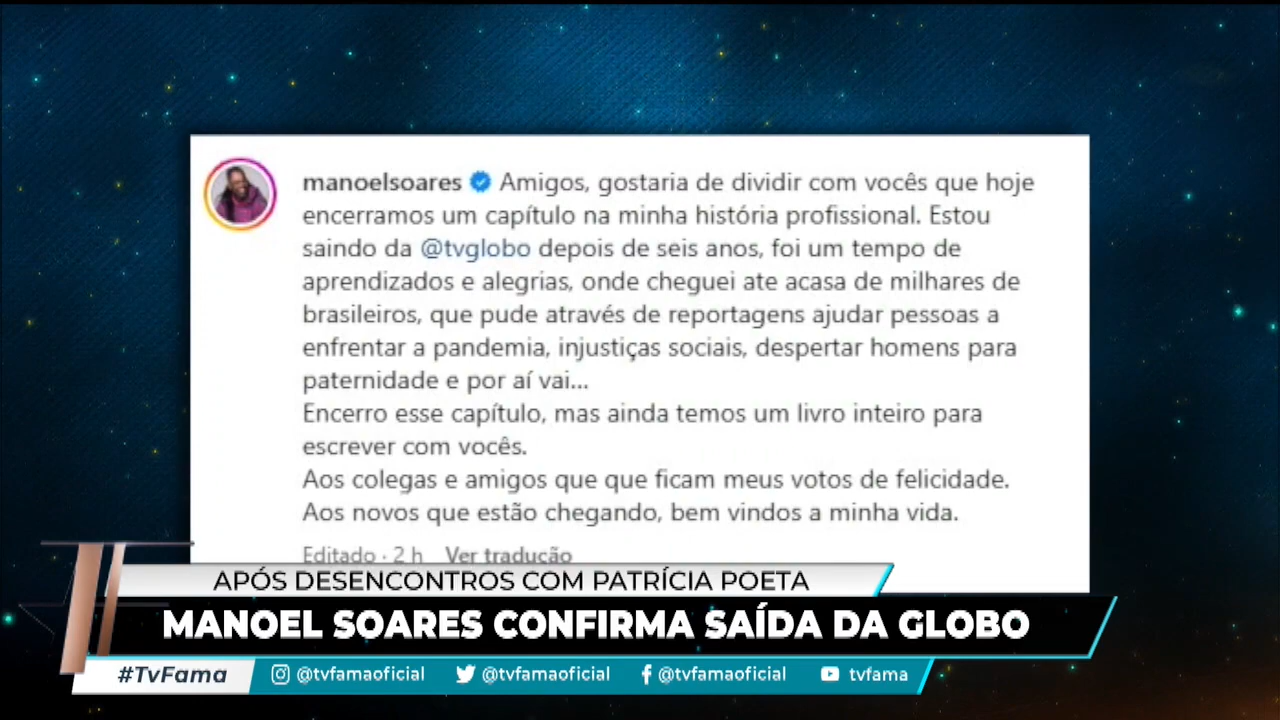 manoelsoares Amigos, gostaria de dividir com vocês que hoje
encerramos um capítulo na minha história profissional. Estou
saindo da @tvglobo depois de seis anos, foi um tempo de
aprendizados e alegrias, onde cheguei ate acasa de milhares de
brasileiros, que pude através de reportagens ajudar pessoas a
enfrentar a pandemia, injustiças sociais, despertar homens para
paternidade e por aí vai...
Encerro esse capítulo, mas ainda temos um livro inteiro para
escrever com vocês.
Aos colegas e amigos que que ficam meus votos de felicidade.
Aos novos que estão chegando, bem vindos a minha vida.
Editado · 2 h Ver tradução
APÓS DESENCONTROS COM PATRÍCIA POETA
MANOEL SOARES CONFIRMA SAÍDA DA GLOBO
#TvFama @tvfamaoficial @tvfamaoficial @tvfamaoficial tvfama